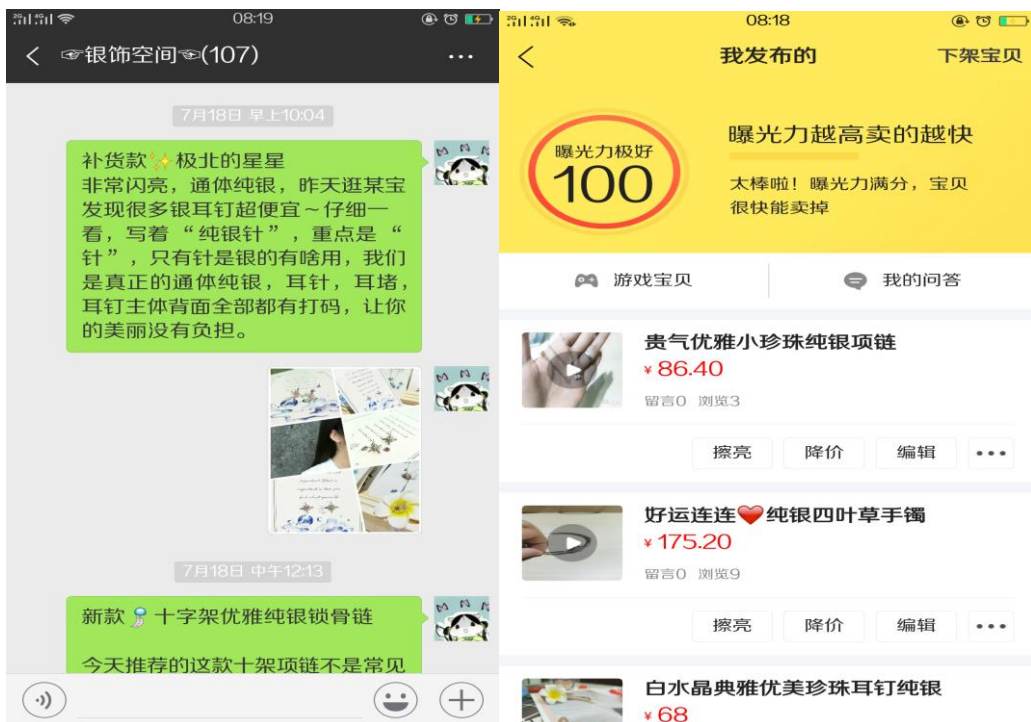 08:19
☞银饰空间☜(107)
7月18日 早上10:04
补货款✨极北的星星
非常闪亮，通体纯银，昨天逛某宝
发现很多银耳钉超便宜～仔细一
看，写着“纯银针”，重点是“
针”，只有针是银的有啥用，我们
是真正的通体纯银，耳针，耳堵，
耳钉主体背面全部都有打码，让你
的美丽没有负担。
7月18日 中午12:13
新款🎐十字架优雅纯银锁骨链
今天推荐的这款十架项链不是常见
08:18
我发布的
下架宝贝
曝光力极好
100
曝光力越高卖的越快
太棒啦！曝光力满分，宝贝
很快能卖掉
游戏宝贝
我的问答
贵气优雅小珍珠纯银项链
¥86.40
留言0 浏览3
擦亮 降价 编辑
好运连连❤️纯银四叶草手镯
¥175.20
留言0 浏览9
擦亮 降价 编辑
白水晶典雅优美珍珠耳钉纯银
¥68